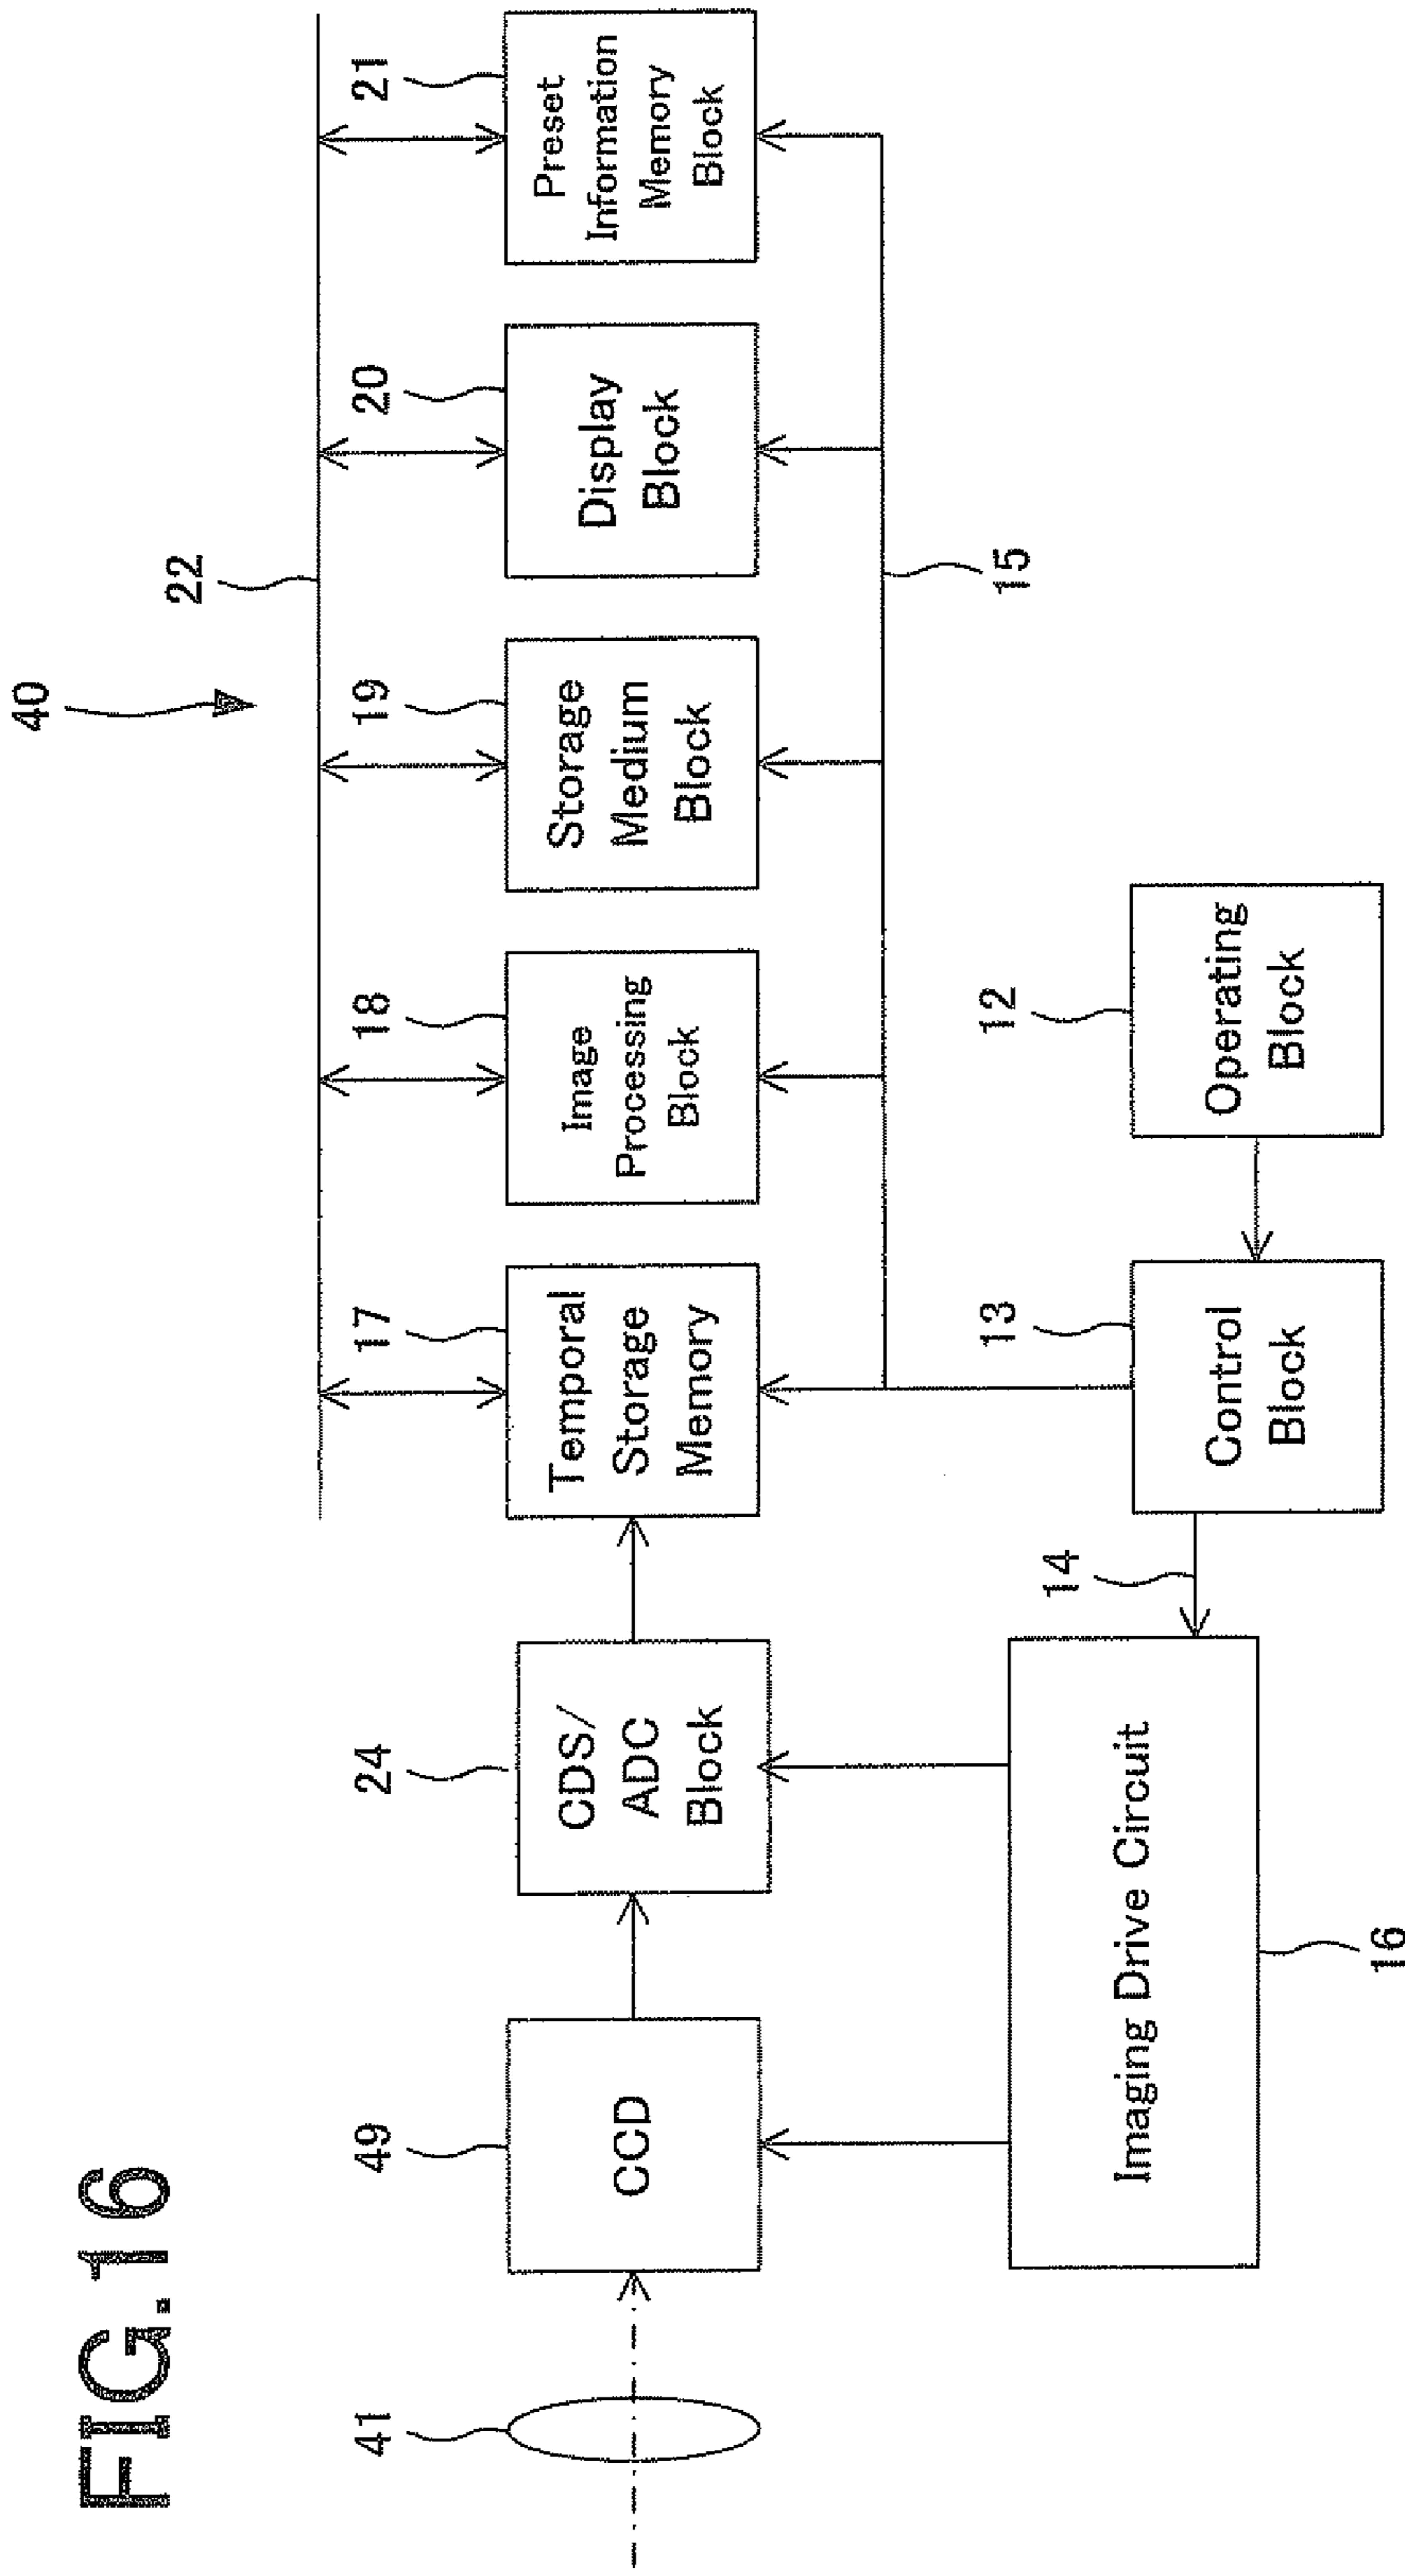 FIG.16
40
22
41
49
24
17
18
19
20
21
CCD
CDS/
ADC
Block
Temporal
Storage
Memory
Image
Processing
Block
Storage
Medium
Block
Display
Block
Preset
Information
Memory
Block
15
14
13
12
Imaging Drive Circuit
Control
Block
Operating
Block
16